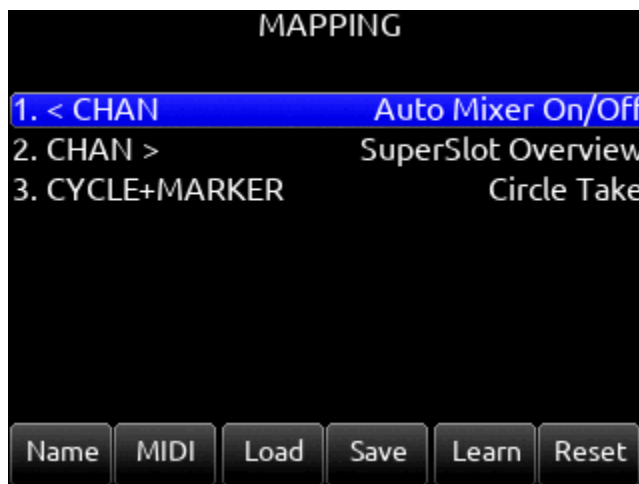 MAPPING
1. < CHAN Auto Mixer On/Off
2. CHAN > SuperSlot Overview
3. CYCLE+MARKER Circle Take
Name MIDI Load Save Learn Reset